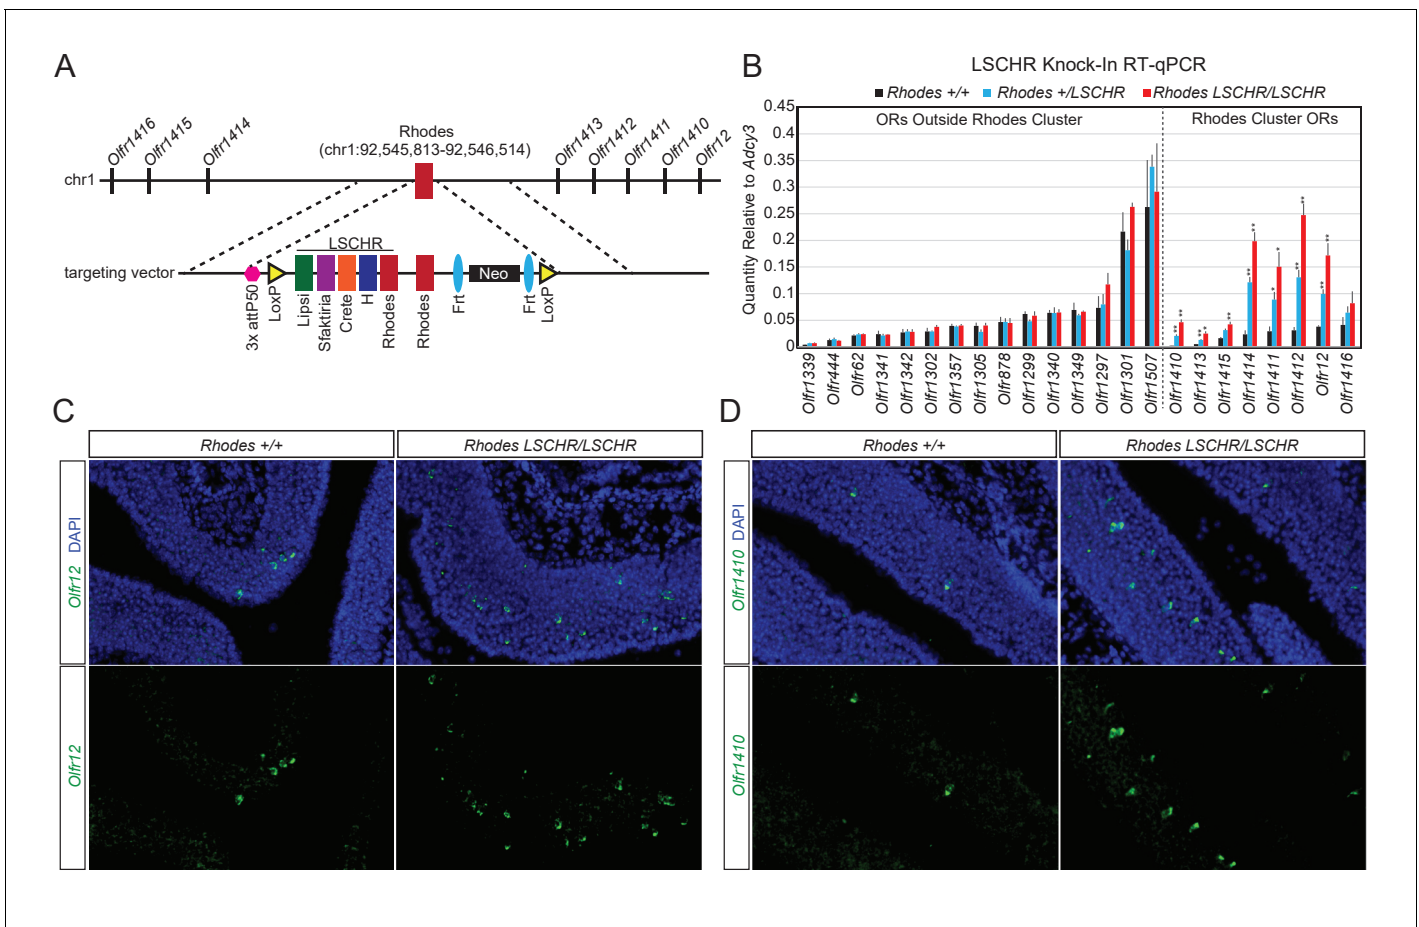 A
Olfr1416
Olfr1415
Olfr1414
Rhodes
(chr1:92,545,813-92,546,514)
Olfr1413
Olfr1412
Olfr1411
Olfr1410
Olfr12
chr1
LSCHR
targeting vector
Neo
3x attP50
LoxP
Lipsi
Sfaktiria
Crete
H
Rhodes
Rhodes
Frt
Frt
LoxP
B
LSCHR Knock-In RT-qPCR
Rhodes +/+ Rhodes +/LSCHR Rhodes LSCHR/LSCHR
ORs Outside Rhodes Cluster
Rhodes Cluster ORs
Quantity Relative to Adcy3
0.45
0.4
0.35
0.3
0.25
0.2
0.15
0.1
0.05
0
** **
** *
**
** **
* *
** **
** **
Olfr1339
Olfr444
Olfr62
Olfr1341
Olfr1342
Olfr1302
Olfr1357
Olfr1305
Olfr878
Olfr1299
Olfr1340
Olfr1349
Olfr1297
Olfr1301
Olfr1507
Olfr1410
Olfr1413
Olfr1415
Olfr1414
Olfr1411
Olfr1412
Olfr12
Olfr1416
C
Rhodes +/+
Rhodes LSCHR/LSCHR
Olfr12 DAPI
Olfr12
D
Rhodes +/+
Rhodes LSCHR/LSCHR
Olfr1410 DAPI
Olfr1410